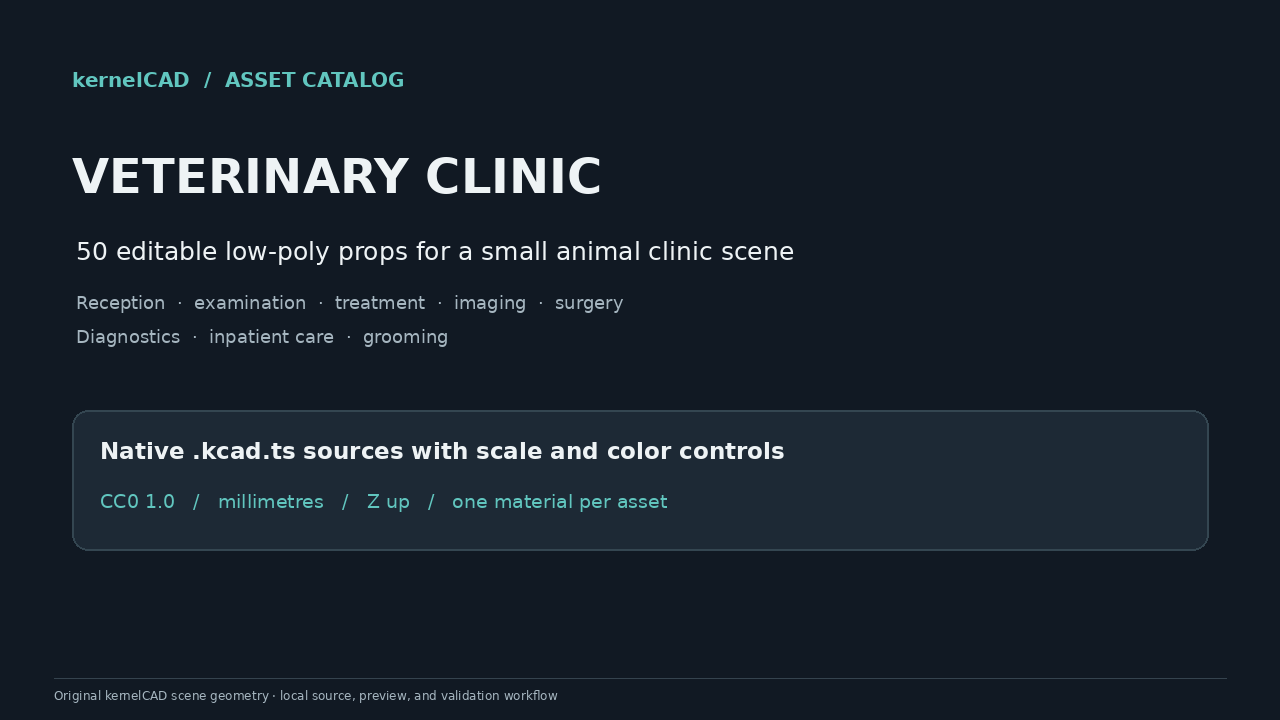 kernelCAD / ASSET CATALOG
VETERINARY CLINIC
50 editable low-poly props for a small animal clinic scene
Reception · examination · treatment · imaging · surgery
Diagnostics · inpatient care · grooming
Native .kcad.ts sources with scale and color controls
CC0 1.0 / millimetres / Z up / one material per asset
Original kernelCAD scene geometry · local source, preview, and validation workflow